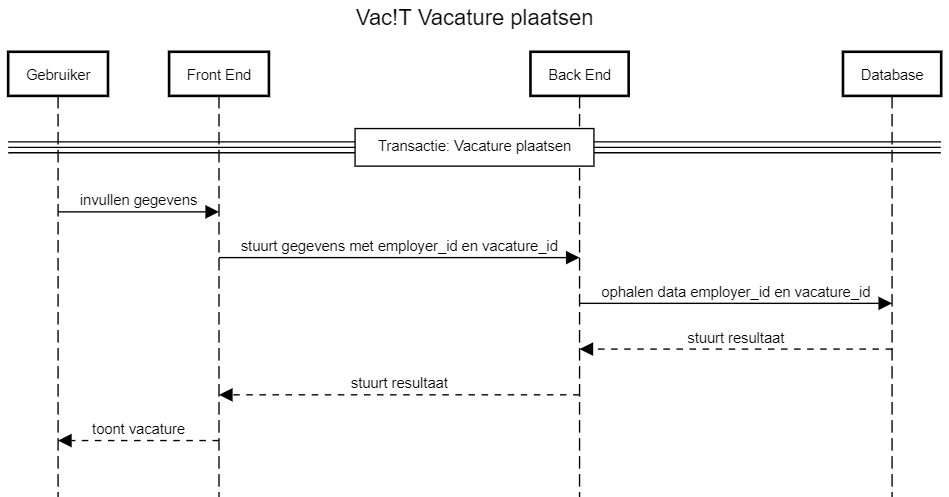 Vac!T Vacature plaatsen
Gebruiker
Front End
Back End
Database
Transactie: Vacature plaatsen
invullen gegevens
stuurt gegevens met employer_id en vacature_id
ophalen data employer_id en vacature_id
stuurt resultaat
stuurt resultaat
toont vacature